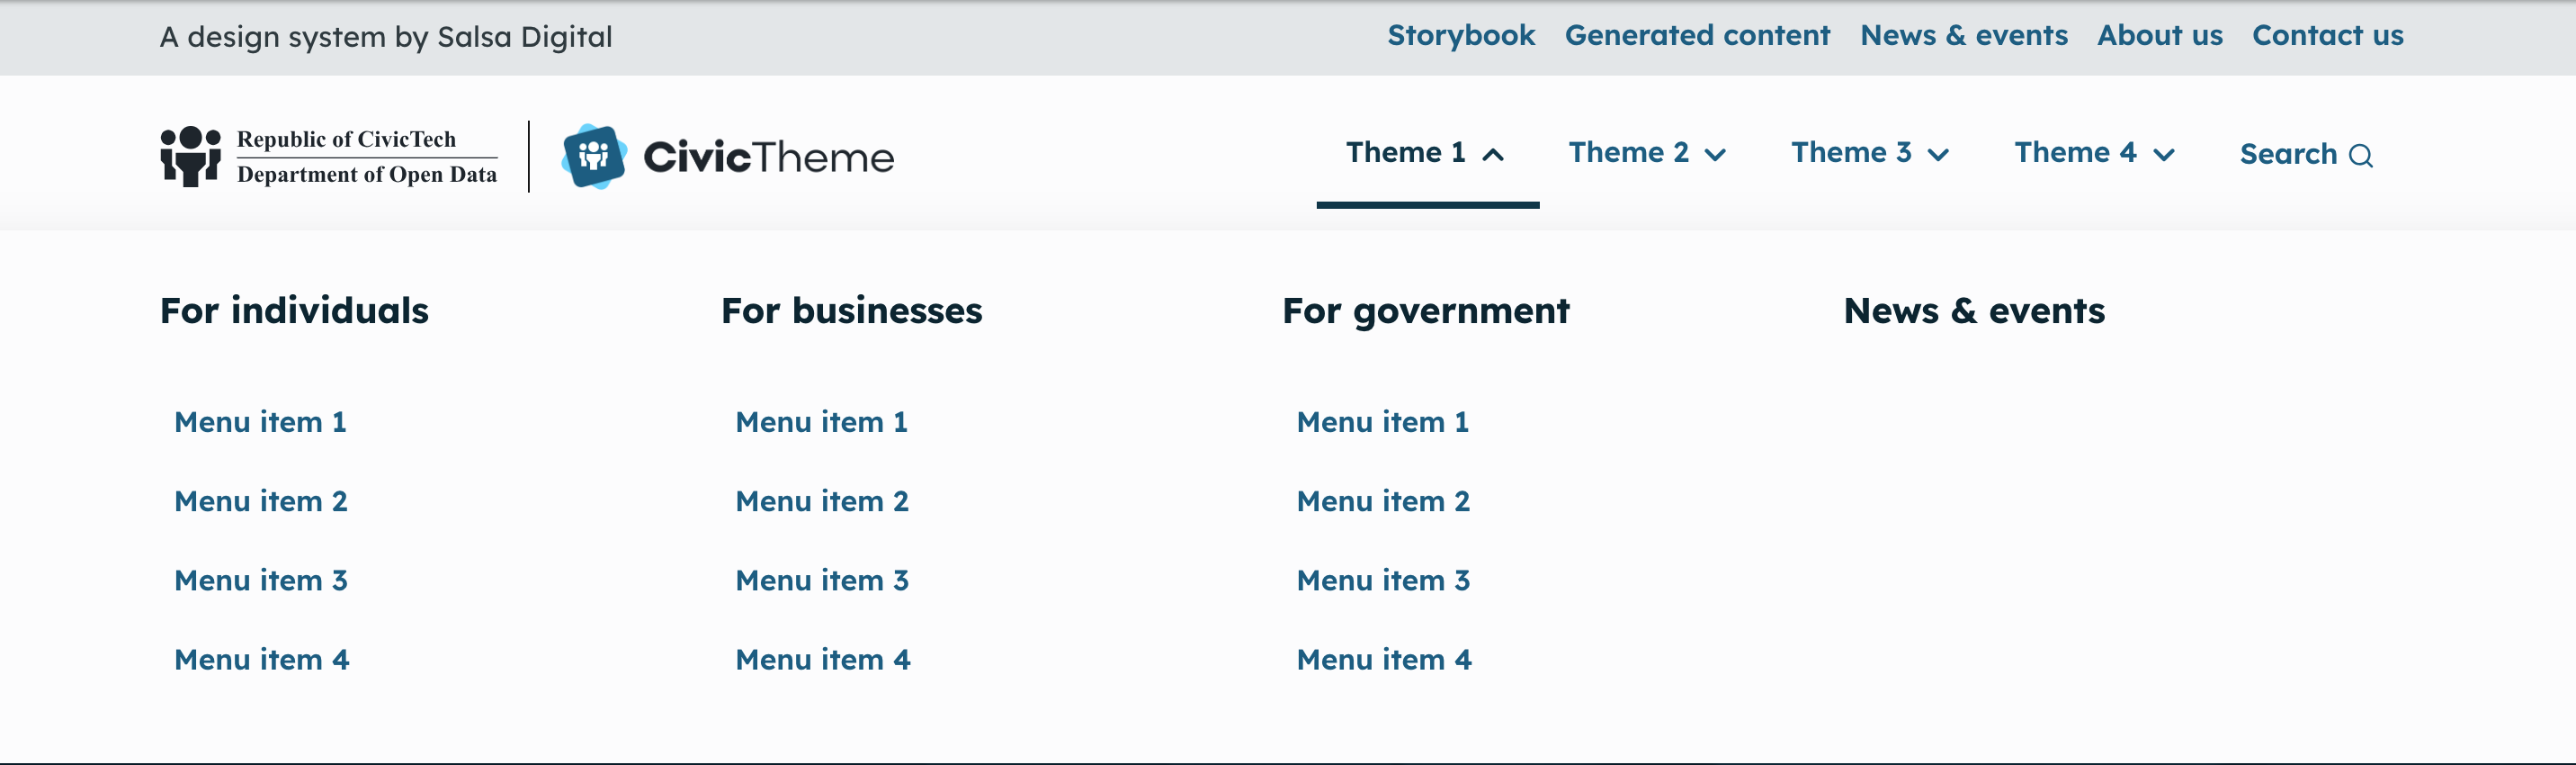 A design system by Salsa Digital
Storybook Generated content News & events About us Contact us
Republic of CivicTech
Department of Open Data
CivicTheme
Theme 1 Theme 2 Theme 3 Theme 4 Search
For individuals
Menu item 1
Menu item 2
Menu item 3
Menu item 4
For businesses
Menu item 1
Menu item 2
Menu item 3
Menu item 4
For government
Menu item 1
Menu item 2
Menu item 3
Menu item 4
News & events